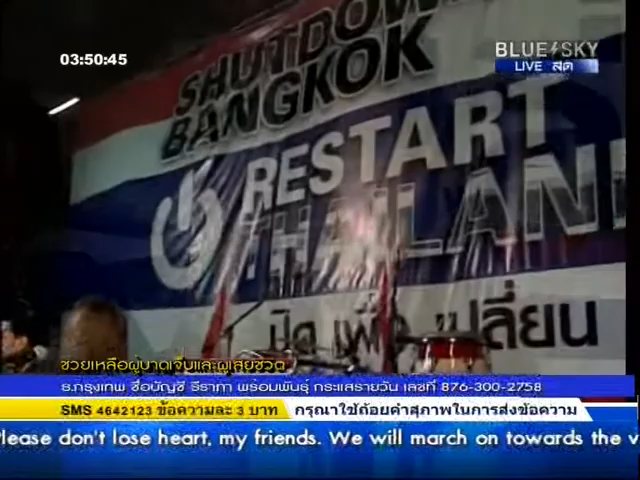 03:50:45
BLUE SKY
LIVE สด
SHUTDOWN
BANGKOK
RESTART
THAILAND
ปิด เพื่อ เปลี่ยน
ช่วยเหลือผู้บาดเจ็บและผู้เสียชีวิต
ธ.กรุงเทพ ชื่อบัญชี ธีราภา พร้อมพันธุ์ กระแสรายวัน เลขที่ 876-300-2758
SMS 4642123 ข้อความละ 3 บาท กรุณาใช้ถ้อยคำสุภาพในการส่งข้อความ
Please don't lose heart, my friends. We will march on towards the v